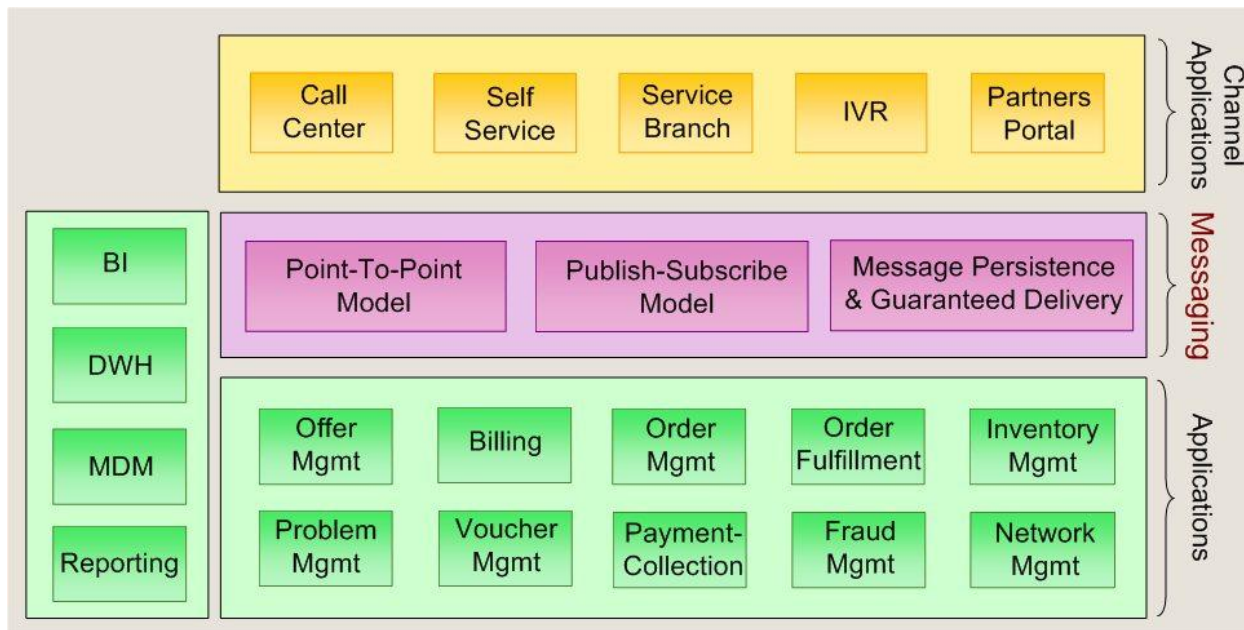 Call
Center
Self
Service
Service
Branch
IVR
Partners
Portal
Channel
Applications
BI
DWH
MDM
Reporting
Point-To-Point
Model
Publish-Subscribe
Model
Message Persistence
& Guaranteed Delivery
Messaging
Offer
Mgmt
Billing
Order
Mgmt
Order
Fulfillment
Inventory
Mgmt
Problem
Mgmt
Voucher
Mgmt
Payment-
Collection
Fraud
Mgmt
Network
Mgmt
Applications